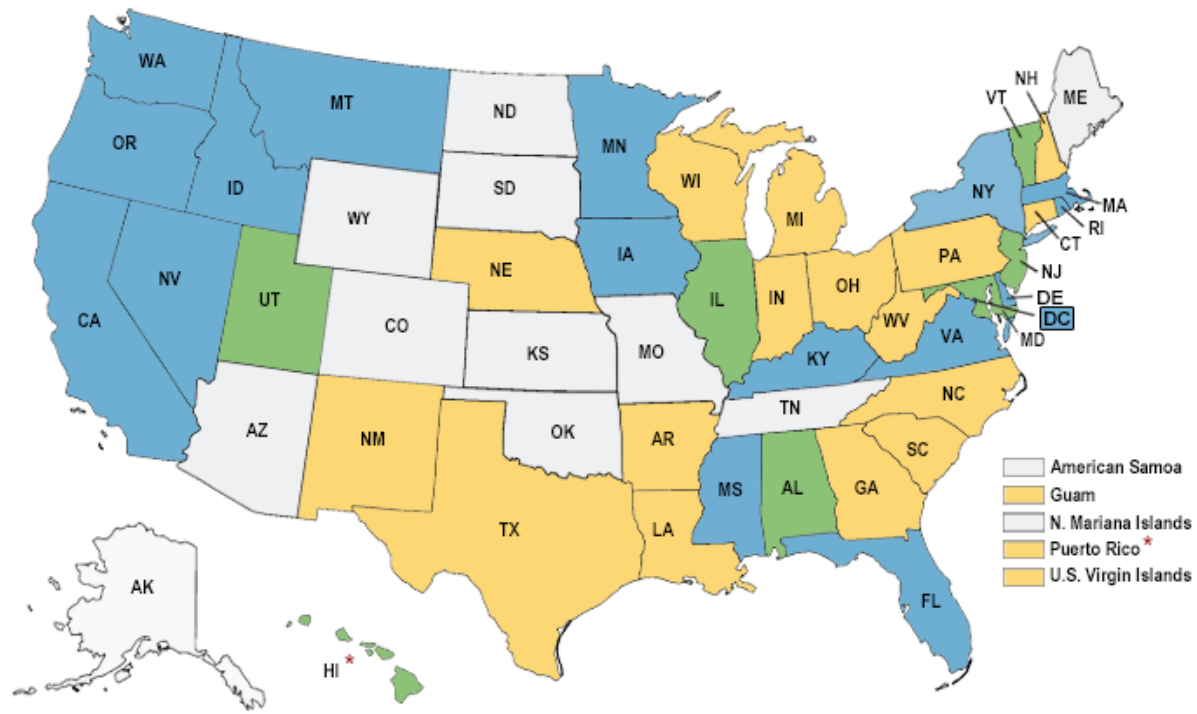 WA
MT
ND
MN
OR
ID
SD
WI
WY
MI
NH
VT
ME
NY
MA
RI
CT
NV
UT
CA
NE
IA
CO
IL
IN
OH
PA
NJ
DE
DC
MD
WV
VA
KS
MO
KY
AZ
NM
OK
AR
TN
NC
SC
TX
LA
MS
AL
GA
FL
AK
HI *
American Samoa
Guam
N. Mariana Islands
Puerto Rico *
U.S. Virgin Islands